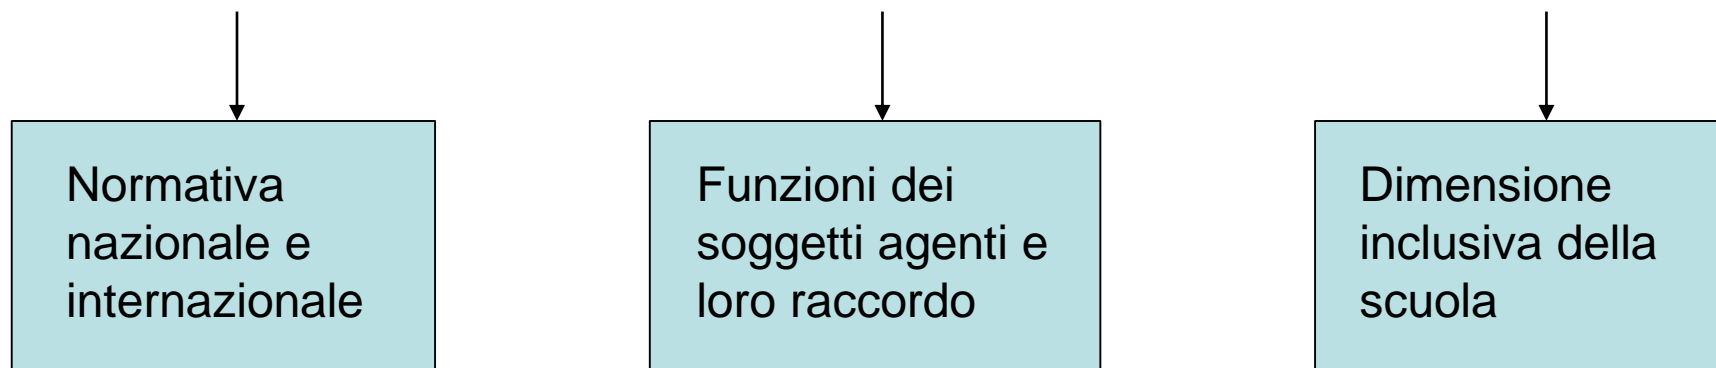 Normativa
nazionale e
internazionale
Funzioni dei
soggetti agenti e
loro raccordo
Dimensione
inclusiva della
scuola